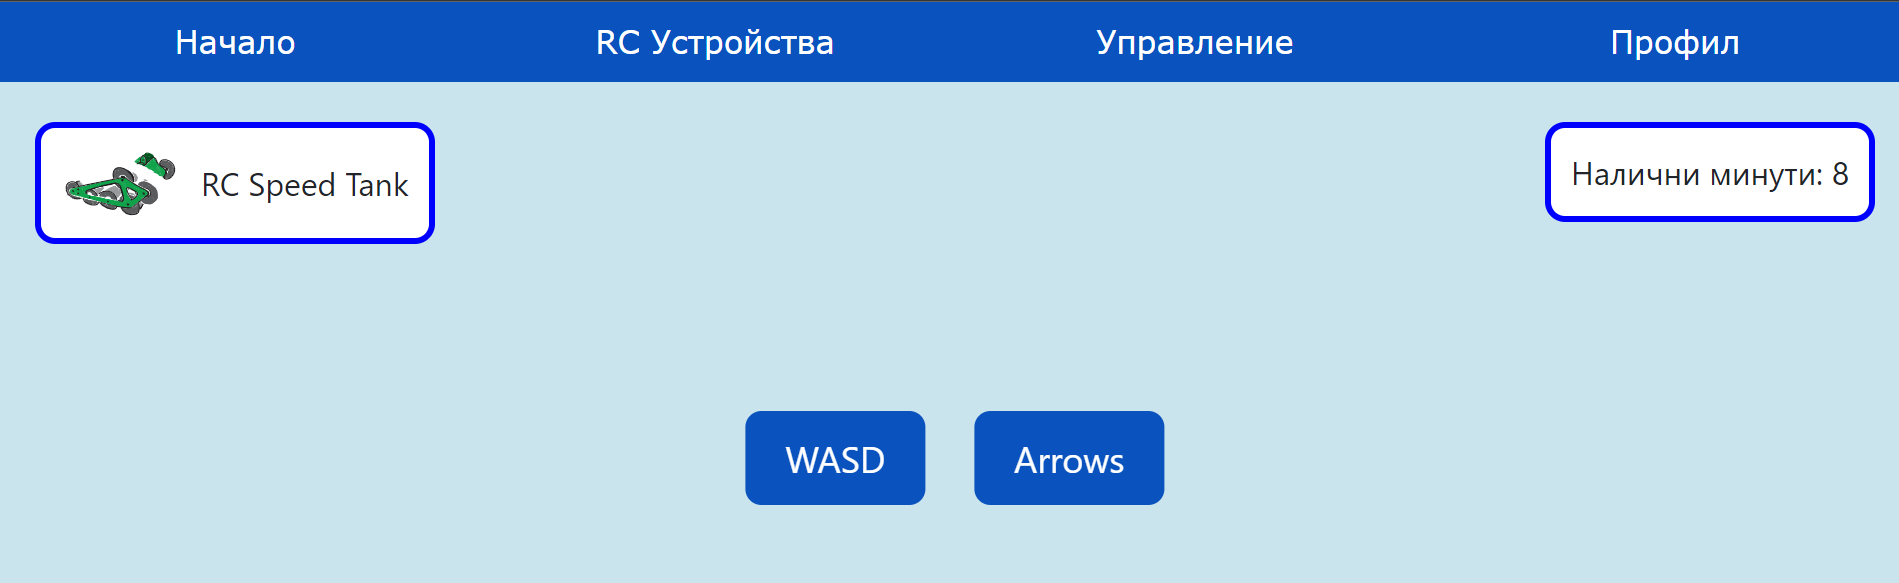 Начало
RC Устройства
Управление
Профил
RC Speed Tank
Налични минути: 8
WASD
Arrows